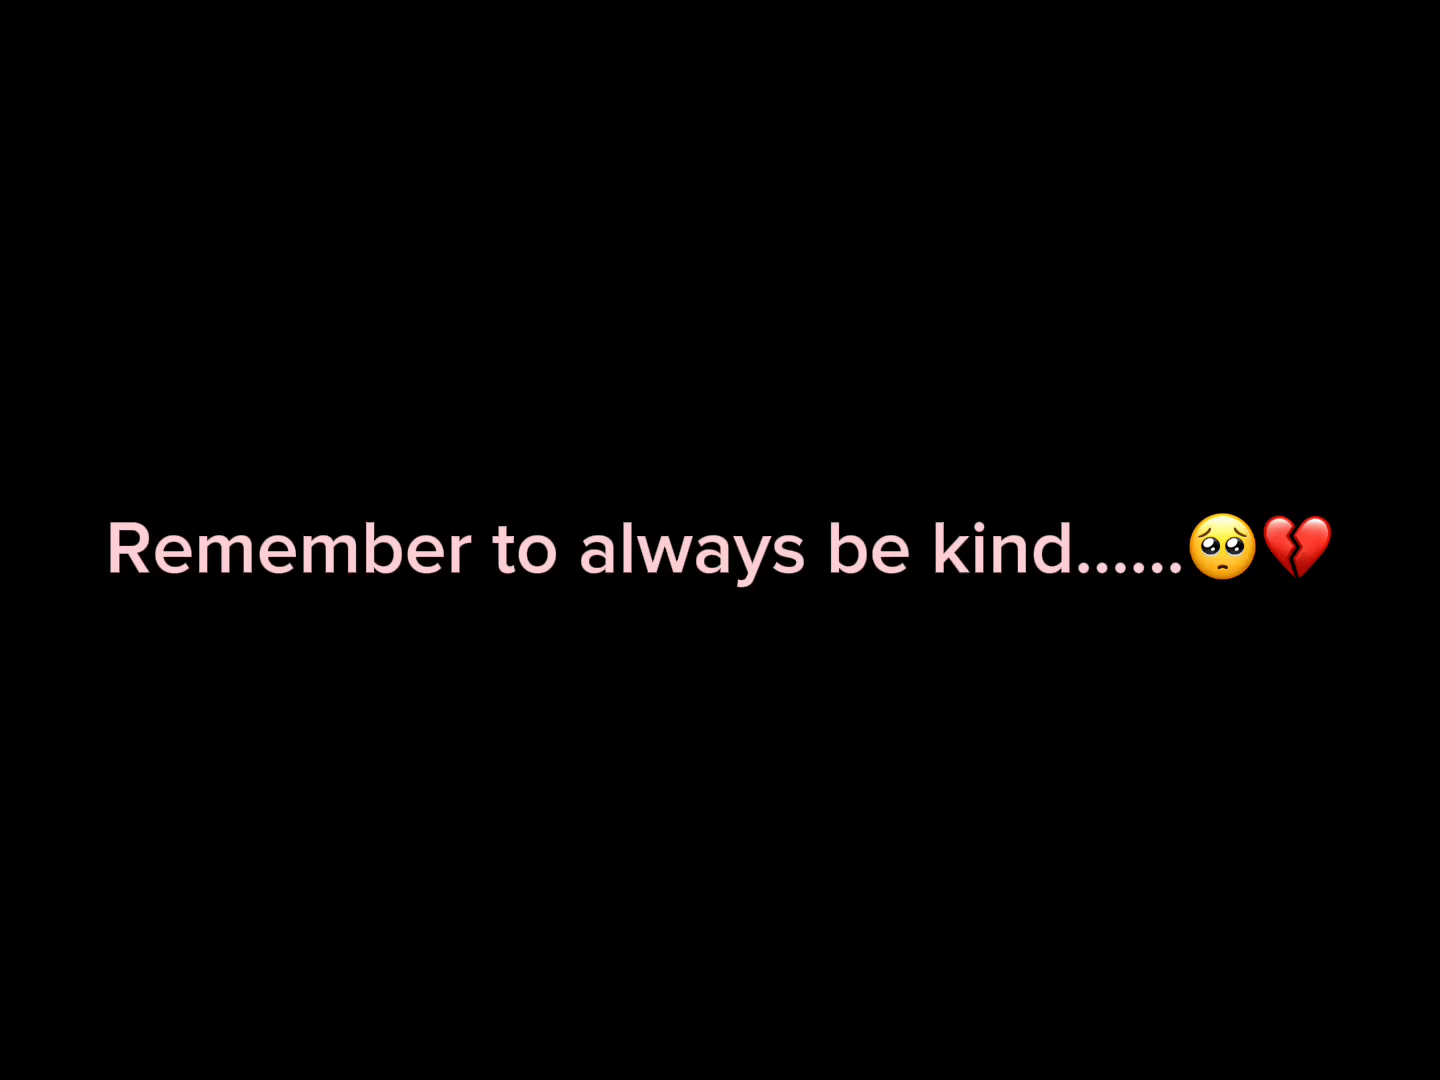 Remember to always be kind......🥺💔